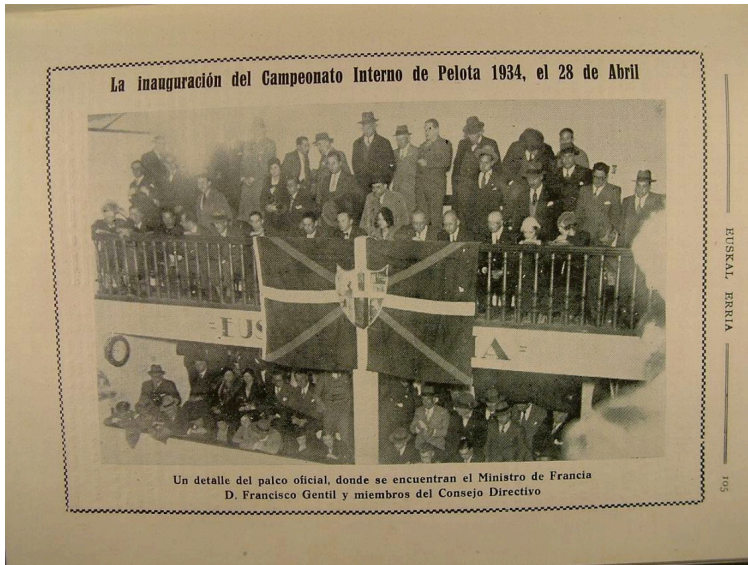 La inauguración del Campeonato Interno de Pelota 1934, el 28 de Abril
EUS
A
Un detalle del palco oficial, donde se encuentran el Ministro de Francia
D. Francisco Gentil y miembros del Consejo Directivo
EUSKAL ERRIA
105